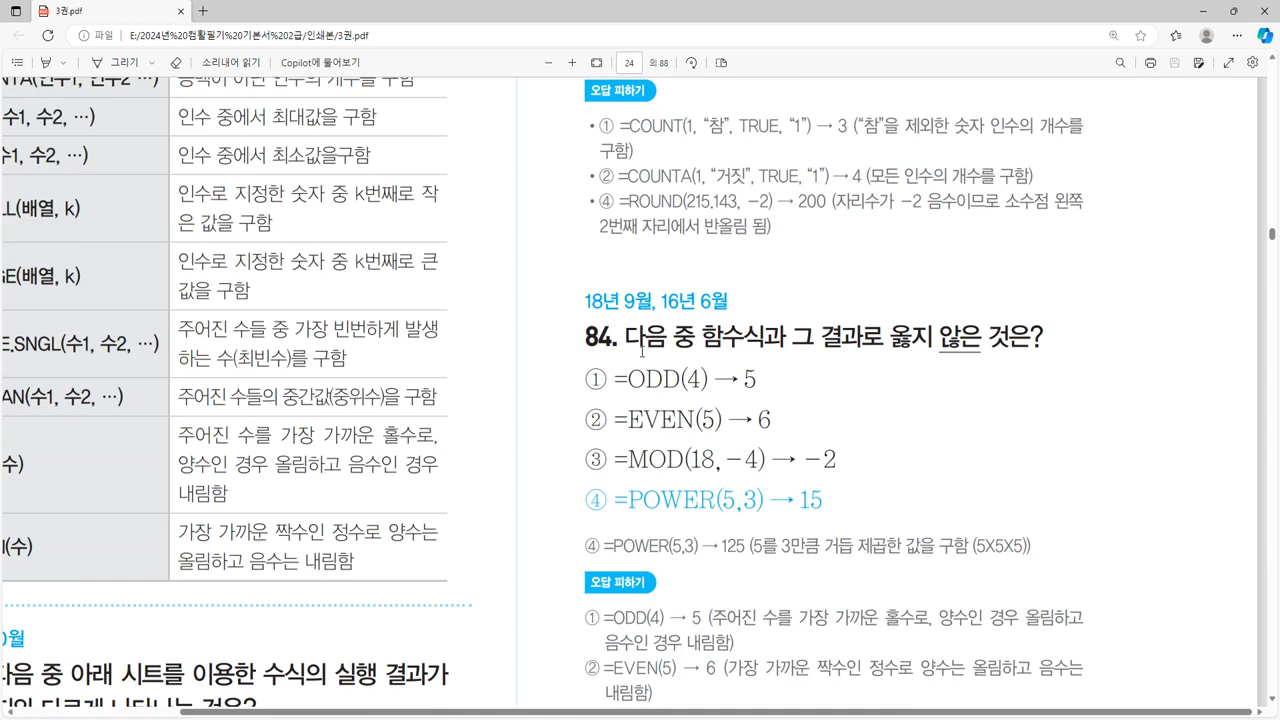 3권.pdf
파일
E:/2024년%20컴활필기%20기본서%202급/인쇄본/3권.pdf
그리기
소리내어 읽기
Copilot에 물어보기
24
의 88
인수 중에서 최대값을 구함
수1, 수2, …)
인수 중에서 최소값을구함
수1, 수2, …)
인수로 지정한 숫자 중 k번째로 작
은 값을 구함
LL(배열, k)
인수로 지정한 숫자 중 k번째로 큰
값을 구함
GE(배열, k)
주어진 수들 중 가장 빈번하게 발생
하는 수(최빈수)를 구함
E.SNGL(수1, 수2, …)
AN(수1, 수2, …)
주어진 수들의 중간값(중위수)을 구함
주어진 수를 가장 가까운 홀수로,
양수인 경우 올림하고 음수인 경우
내림함
수)
가장 가까운 짝수인 정수로 양수는
올림하고 음수는 내림함
(수)
0월
다음 중 아래 시트를 이용한 수식의 실행 결과가
오답 피하기
• ① =COUNT(1, “참”, TRUE, “1”) → 3 (“참”을 제외한 숫자 인수의 개수를
구함)
• ② =COUNTA(1, “거짓”, TRUE, “1”) → 4 (모든 인수의 개수를 구함)
• ④ =ROUND(215.143, −2) → 200 (자리수가 −2 음수이므로 소수점 왼쪽
2번째 자리에서 반올림 됨)
18년 9월, 16년 6월
84. 다음 중 함수식과 그 결과로 옳지 않은 것은?
① =ODD(4) → 5
② =EVEN(5) → 6
③ =MOD(18, −4) → −2
④ =POWER(5,3) → 15
④ =POWER(5,3) → 125 (5를 3만큼 거듭 제곱한 값을 구함 (5X5X5))
오답 피하기
① =ODD(4) → 5 (주어진 수를 가장 가까운 홀수로, 양수인 경우 올림하고
음수인 경우 내림함)
② =EVEN(5) → 6 (가장 가까운 짝수인 정수로 양수는 올림하고 음수는
내림함)